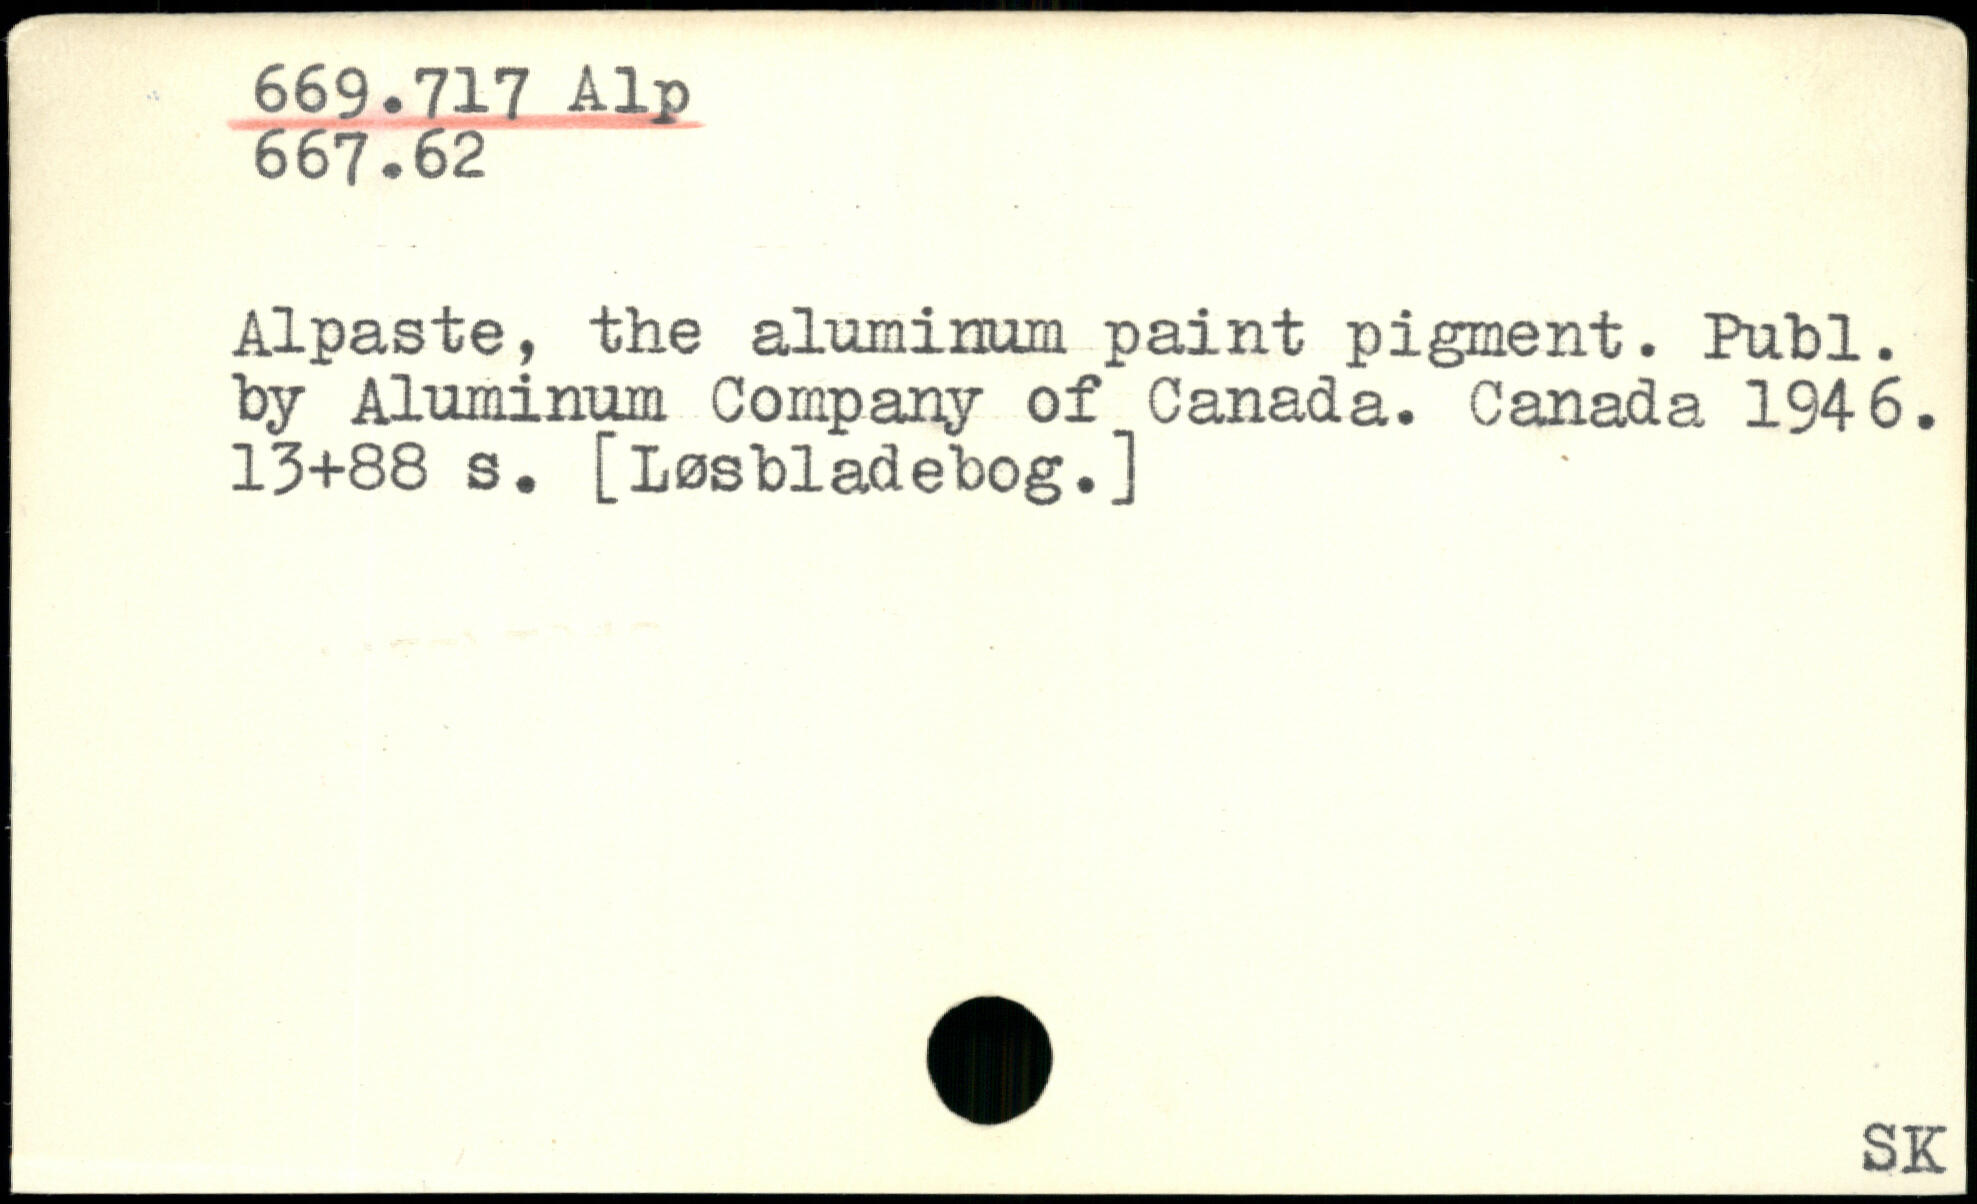 669.717 Alp
667.62
Alpaste, the aluminum paint pigment. Publ.
by Aluminum Company of Canada. Canada 1946.
13+88 s. [Løsbladebog.]
SK